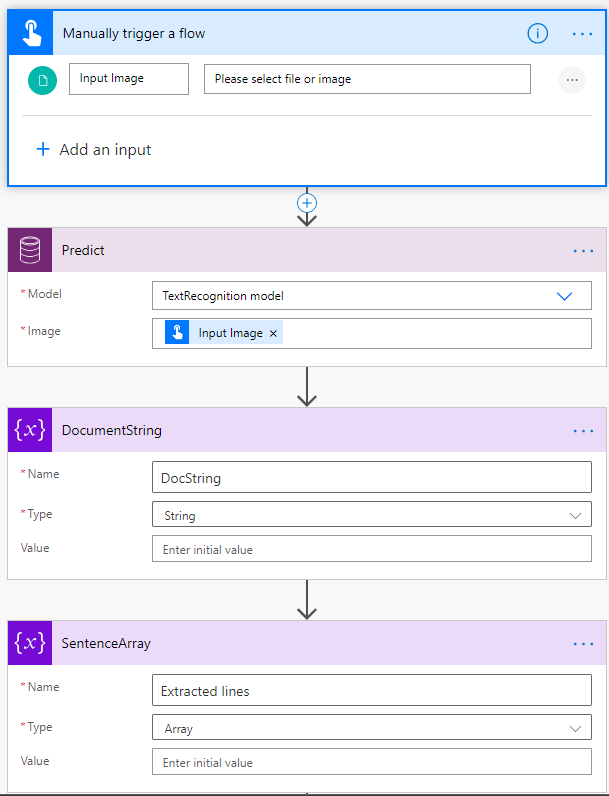 Manually trigger a flow
Input Image Please select file or image
+ Add an input
Predict
* Model TextRecognition model
* Image Input Image ×
{x} DocumentString
* Name DocString
* Type String
Value Enter initial value
{x} SentenceArray
* Name Extracted lines
* Type Array
Value Enter initial value